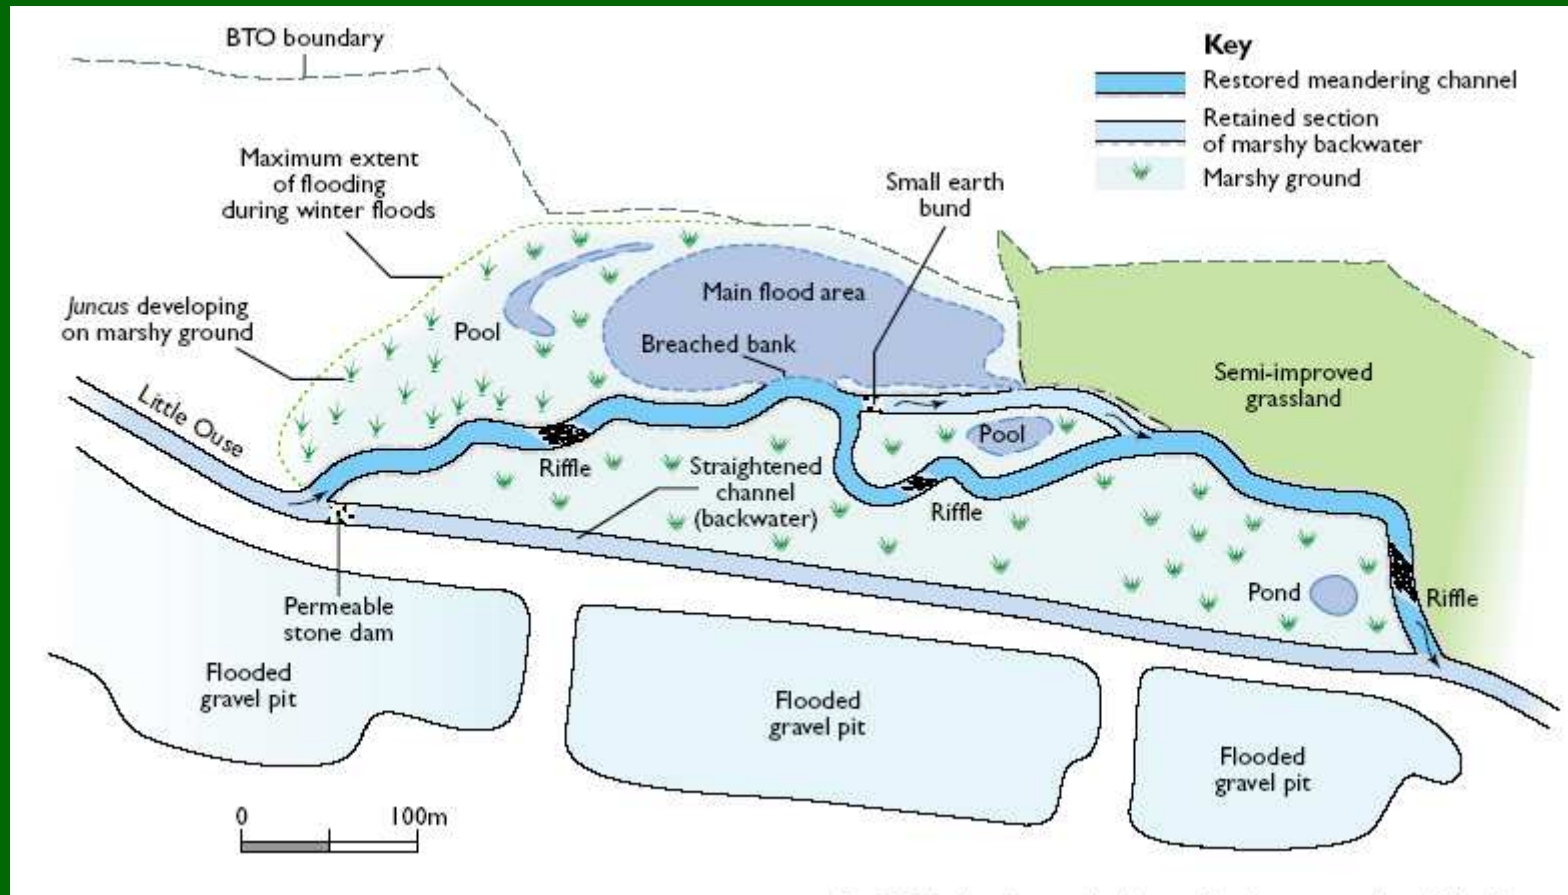 BTO boundary
Key
Restored meandering channel
Retained section
of marshy backwater
Marshy ground
Maximum extent
of flooding
during winter floods
Small earth
bund
Juncus developing
on marshy ground
Pool
Main flood area
Breached bank
Semi-improved
grassland
Little Ouse
Pool
Riffle
Straightened
channel
(backwater)
Riffle
Pond
Riffle
Permeable
stone dam
Flooded
gravel pit
Flooded
gravel pit
Flooded
gravel pit
0
100m